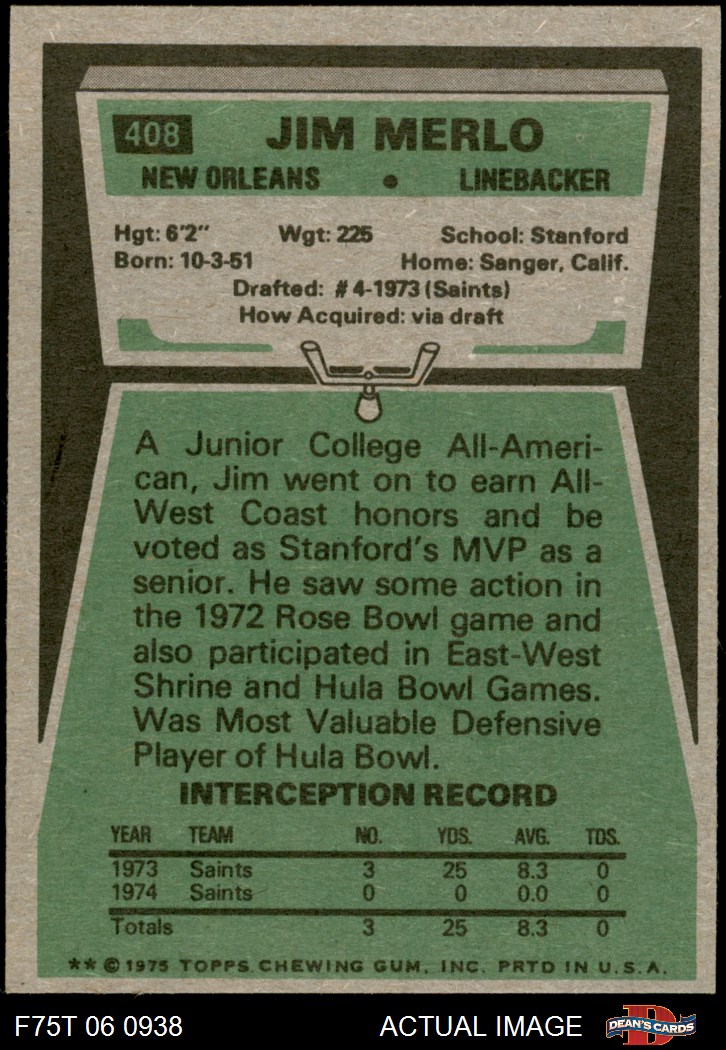 408 JIM MERLO
NEW ORLEANS • LINEBACKER
Hgt: 6'2" Wgt: 225 School: Stanford
Born: 10-3-51 Home: Sanger, Calif.
Drafted: #4-1973 (Saints)
How Acquired: via draft
A Junior College All-Ameri-
can, Jim went on to earn All-
West Coast honors and be
voted as Stanford's MVP as a
senior. He saw some action in
the 1972 Rose Bowl game and
also participated in East-West
Shrine and Hula Bowl Games.
Was Most Valuable Defensive
Player of Hula Bowl.
INTERCEPTION RECORD
YEAR TEAM NO. YDS. AVG. TDS.
1973 Saints 3 25 8.3 0
1974 Saints 0 0 0.0 0
Totals 3 25 8.3 0
** © 1975 TOPPS CHEWING GUM, INC. PRTD IN U.S.A.
F75T 06 0938 ACTUAL IMAGE D DEAN'S CARDS